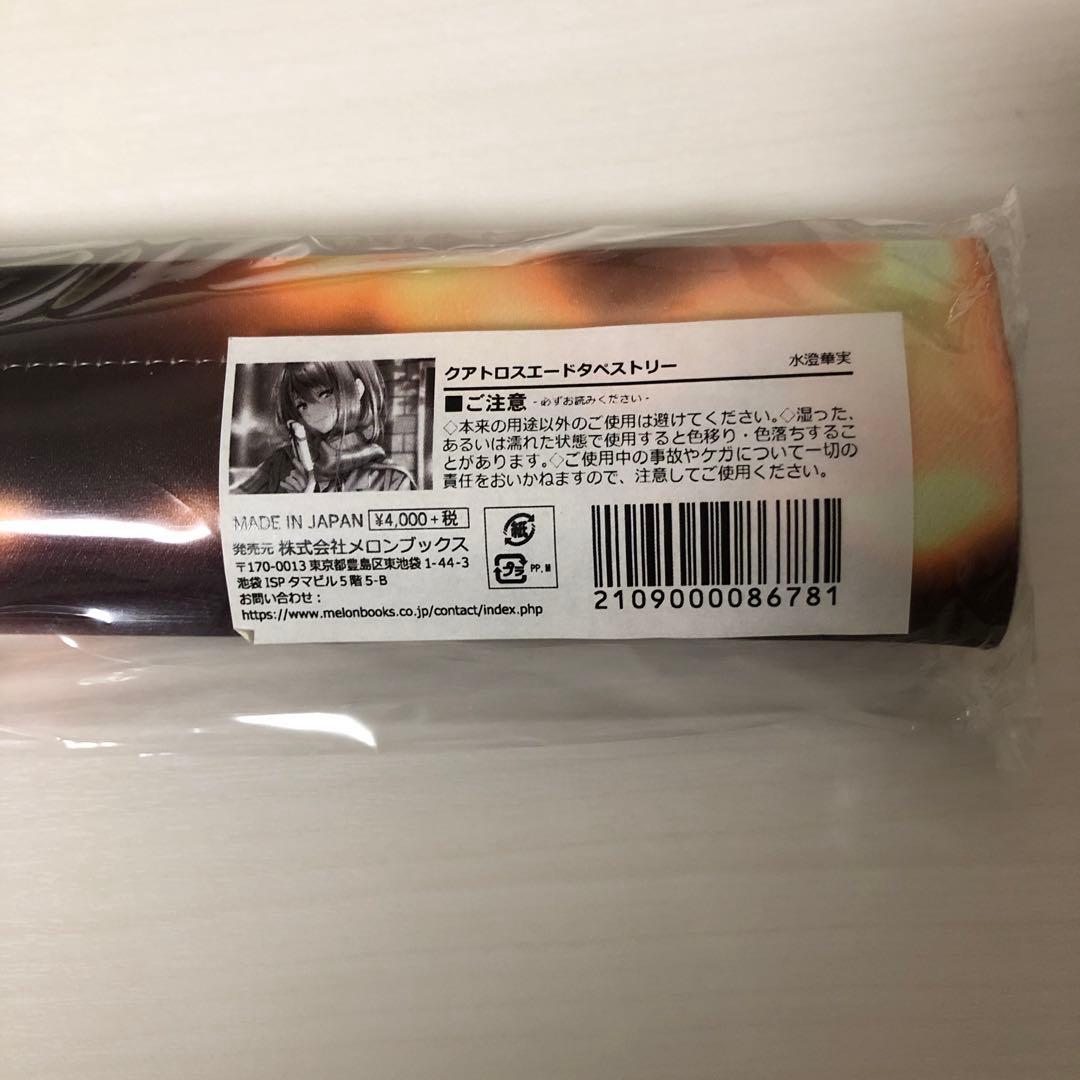 クアトロスエードタペストリー 水澄華実
■ご注意 - 必ずお読みください -
◇本来の用途以外のご使用は避けてください。◇湿った、
あるいは濡れた状態で使用すると色移り・色落ちするこ
とがあります。◇ご使用中の事故やケガについて一切の
責任をおいかねますので、注意してご使用ください。
MADE IN JAPAN ¥4,000+税
発売元 株式会社メロンブックス
〒170-0013 東京都豊島区東池袋 1-44-3
池袋 ISP タマビル 5 階 5-B
お問い合わせ：
https://www.melonbooks.co.jp/contact/index.php
紙
プラ PP, M
2109000086781